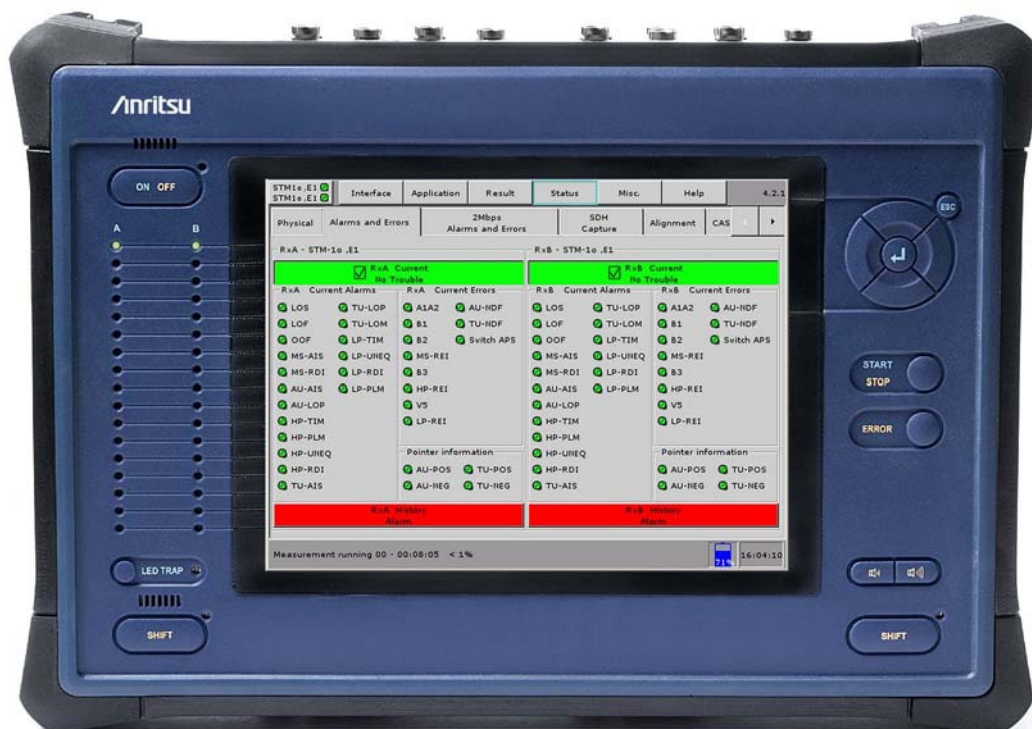 Anritsu
ON OFF
A B
LED TRAP
SHIFT
STM1o ,E1
STM1o ,E1
Interface Application Result Status Misc. Help 4.2.1
Physical Alarms and Errors 2Mbps Alarms and Errors SDH Capture Alignment CAS
RxA - STM-1o ,E1 RxB - STM-1o ,E1
RxA Current RxB Current
No Trouble No Trouble
RxA Current Alarms RxA Current Errors RxB Current Alarms RxB Current Errors
LOS TU-LOP A1A2 AU-NDF LOS TU-LOP A1A2 AU-NDF
LOF TU-LOM B1 TU-NDF LOF TU-LOM B1 TU-NDF
OOF LP-TIM B2 Switch APS OOF LP-TIM B2 Switch APS
MS-AIS LP-UNEQ MS-REI MS-AIS LP-UNEQ MS-REI
MS-RDI LP-RDI B3 MS-RDI LP-RDI B3
AU-AIS LP-PLM HP-REI AU-AIS LP-PLM HP-REI
AU-LOP V5 AU-LOP V5
HP-TIM LP-REI HP-TIM LP-REI
HP-PLM HP-PLM
HP-UNEQ Pointer information HP-UNEQ Pointer information
HP-RDI AU-POS TU-POS HP-RDI AU-POS TU-POS
TU-AIS AU-NEG TU-NEG TU-AIS AU-NEG TU-NEG
RxA History RxB History
Alarm Alarm
Measurement running 00 - 00:08:05 < 1% 71% 16:04:10
ESC
START
STOP
ERROR
SHIFT